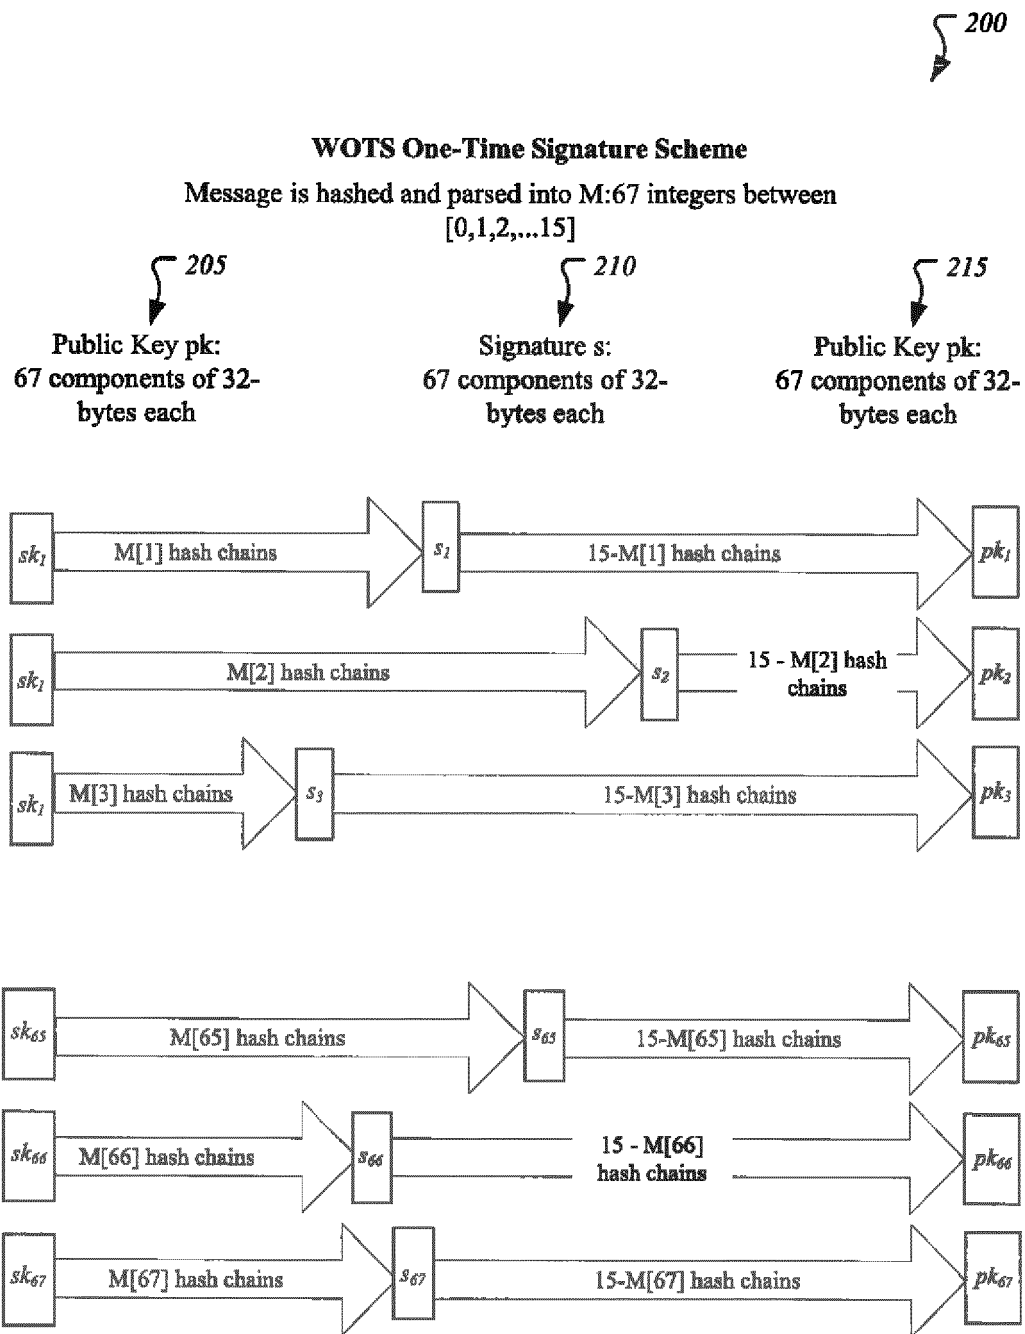 200
WOTS One-Time Signature Scheme
Message is hashed and parsed into M:67 integers between
[0,1,2,...15]
205
210
215
Public Key pk:
67 components of 32-
bytes each
Signature s:
67 components of 32-
bytes each
Public Key pk:
67 components of 32-
bytes each
sk1 M[1] hash chains s1 15-M[1] hash chains pk1
sk1 M[2] hash chains s2 15 - M[2] hash
chains pk2
sk1 M[3] hash chains s3 15-M[3] hash chains pk3
sk65 M[65] hash chains s65 15-M[65] hash chains pk65
sk66 M[66] hash chains s66 15 - M[66]
hash chains pk66
sk67 M[67] hash chains s67 15-M[67] hash chains pk67